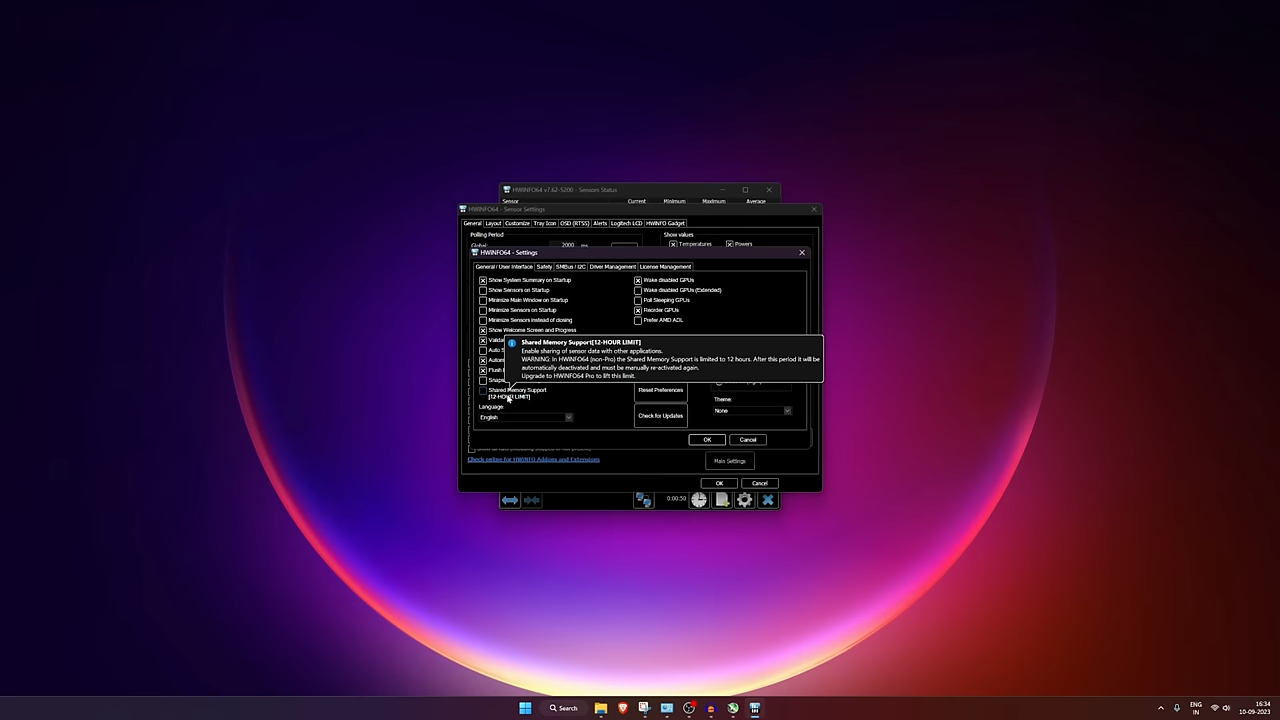 HWiNFO64 v7.62-5200 - Sensors Status
Sensor Current Minimum Maximum Average
HWiNFO64 - Sensor Settings
General Layout Customize Tray Icon OSD (RTSS) Alerts Logitech LCD HWiNFO Gadget
Polling Period
Show values
Global: 2000 ms
Temperatures Powers
HWiNFO64 - Settings
General / User Interface Safety SMBus / I2C Driver Management License Management
Show System Summary on Startup
Show Sensors on Startup
Minimize Main Window on Startup
Minimize Sensors on Startup
Minimize Sensors instead of closing
Show Welcome Screen and Progress
Wake disabled GPUs
Wake disabled GPUs (Extended)
Poll Sleeping GPUs
Reorder GPUs
Prefer AMD ADL
Shared Memory Support[12-HOUR LIMIT]
Enable sharing of sensor data with other applications.
WARNING: In HWiNFO64 (non-Pro) the Shared Memory Support is limited to 12 hours. After this period it will be
automatically deactivated and must be manually re-activated again.
Upgrade to HWiNFO64 Pro to lift this limit.
Shared Memory Support
[12-HOUR LIMIT]
Reset Preferences
Theme:
Language:
English
Check for Updates
None
OK Cancel
Check online for HWiNFO Addons and Extensions
Main Settings
OK Cancel
0:00:50
Search
ENG
IN
16:34
10-09-2023